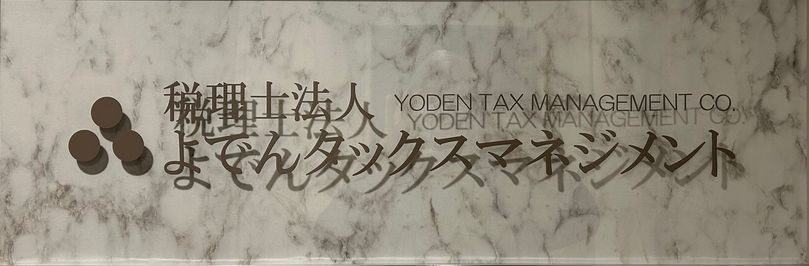 税理士法人 YODEN TAX MANAGEMENT CO.
よでんタックスマネジメント